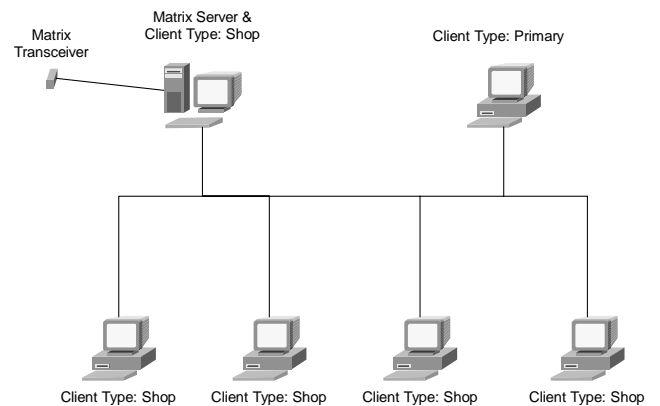 Matrix
Transceiver
Matrix Server &
Client Type: Shop
Client Type: Primary
Client Type: Shop
Client Type: Shop
Client Type: Shop
Client Type: Shop